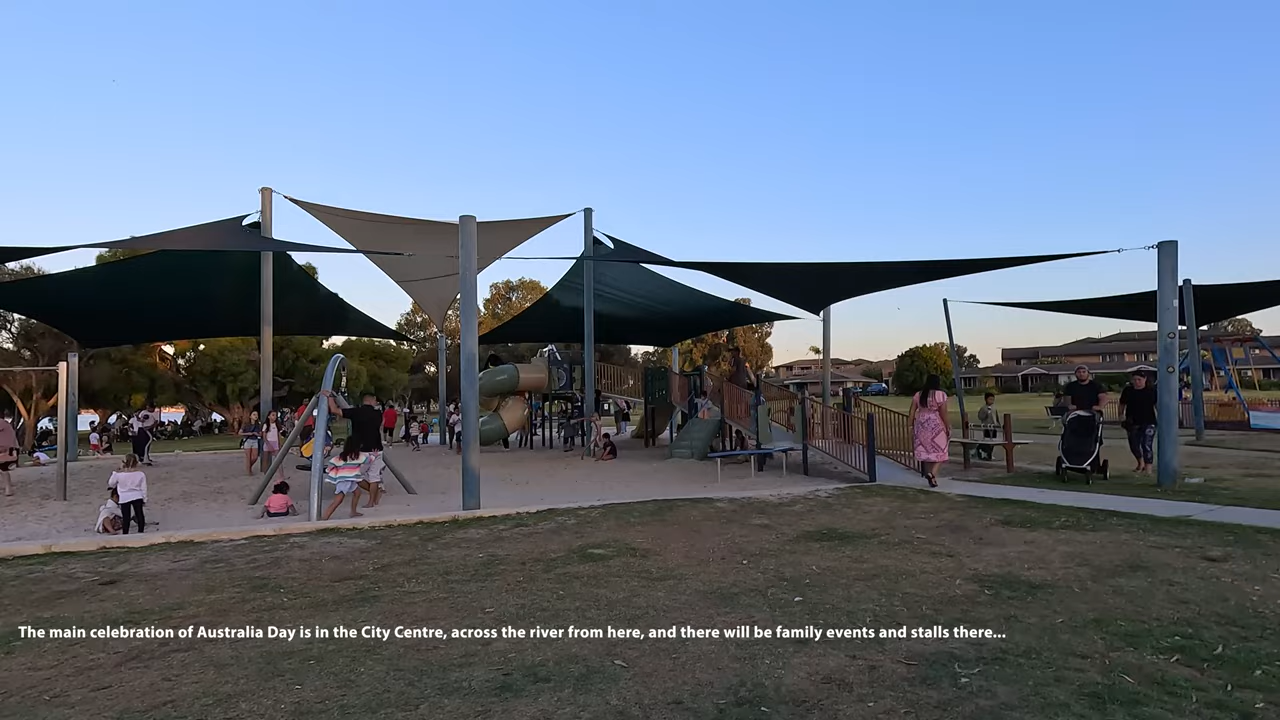 The main celebration of Australia Day is in the City Centre, across the river from here, and there will be family events and stalls there...